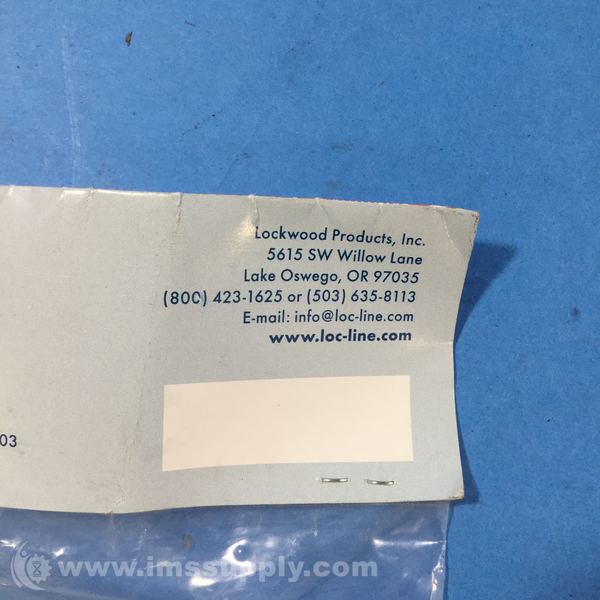 Lockwood Products, Inc.
5615 SW Willow Lane
Lake Oswego, OR 97035
(800) 423-1625 or (503) 635-8113
E-mail: info@loc-line.com
www.loc-line.com
03
www.imssupply.com